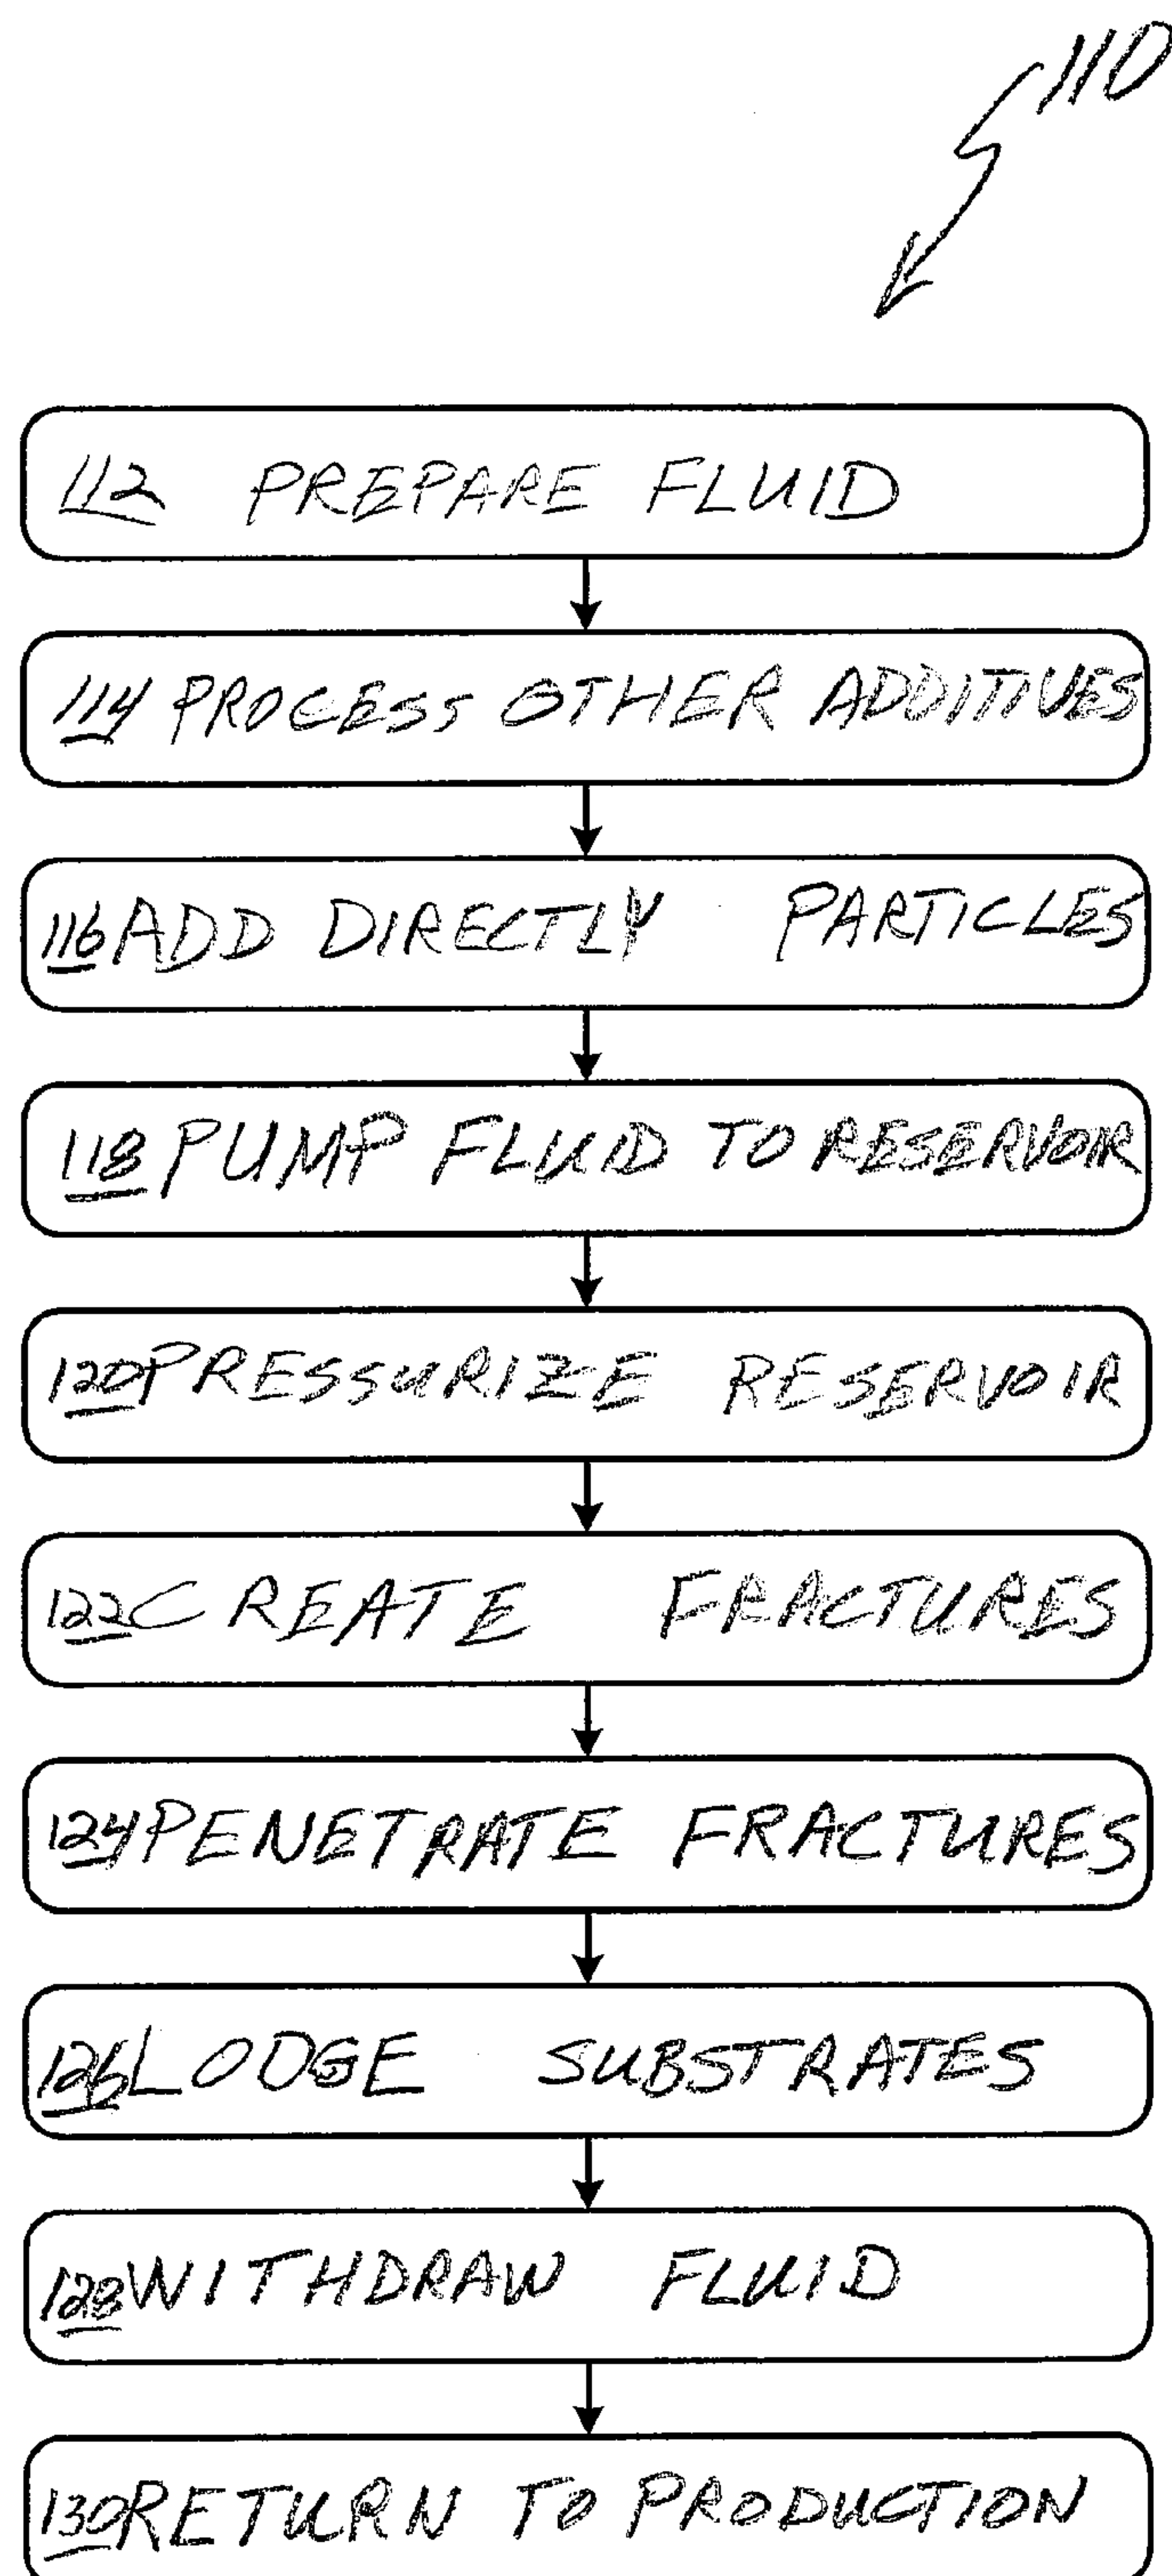 110
112 PREPARE FLUID
114 PROCESS OTHER ADDITIVES
116 ADD DIRECTLY PARTICLES
118 PUMP FLUID TO RESERVOIR
120 PRESSURIZE RESERVOIR
122 CREATE FRACTURES
124 PENETRATE FRACTURES
126 LODGE SUBSTRATES
128 WITHDRAW FLUID
130 RETURN TO PRODUCTION